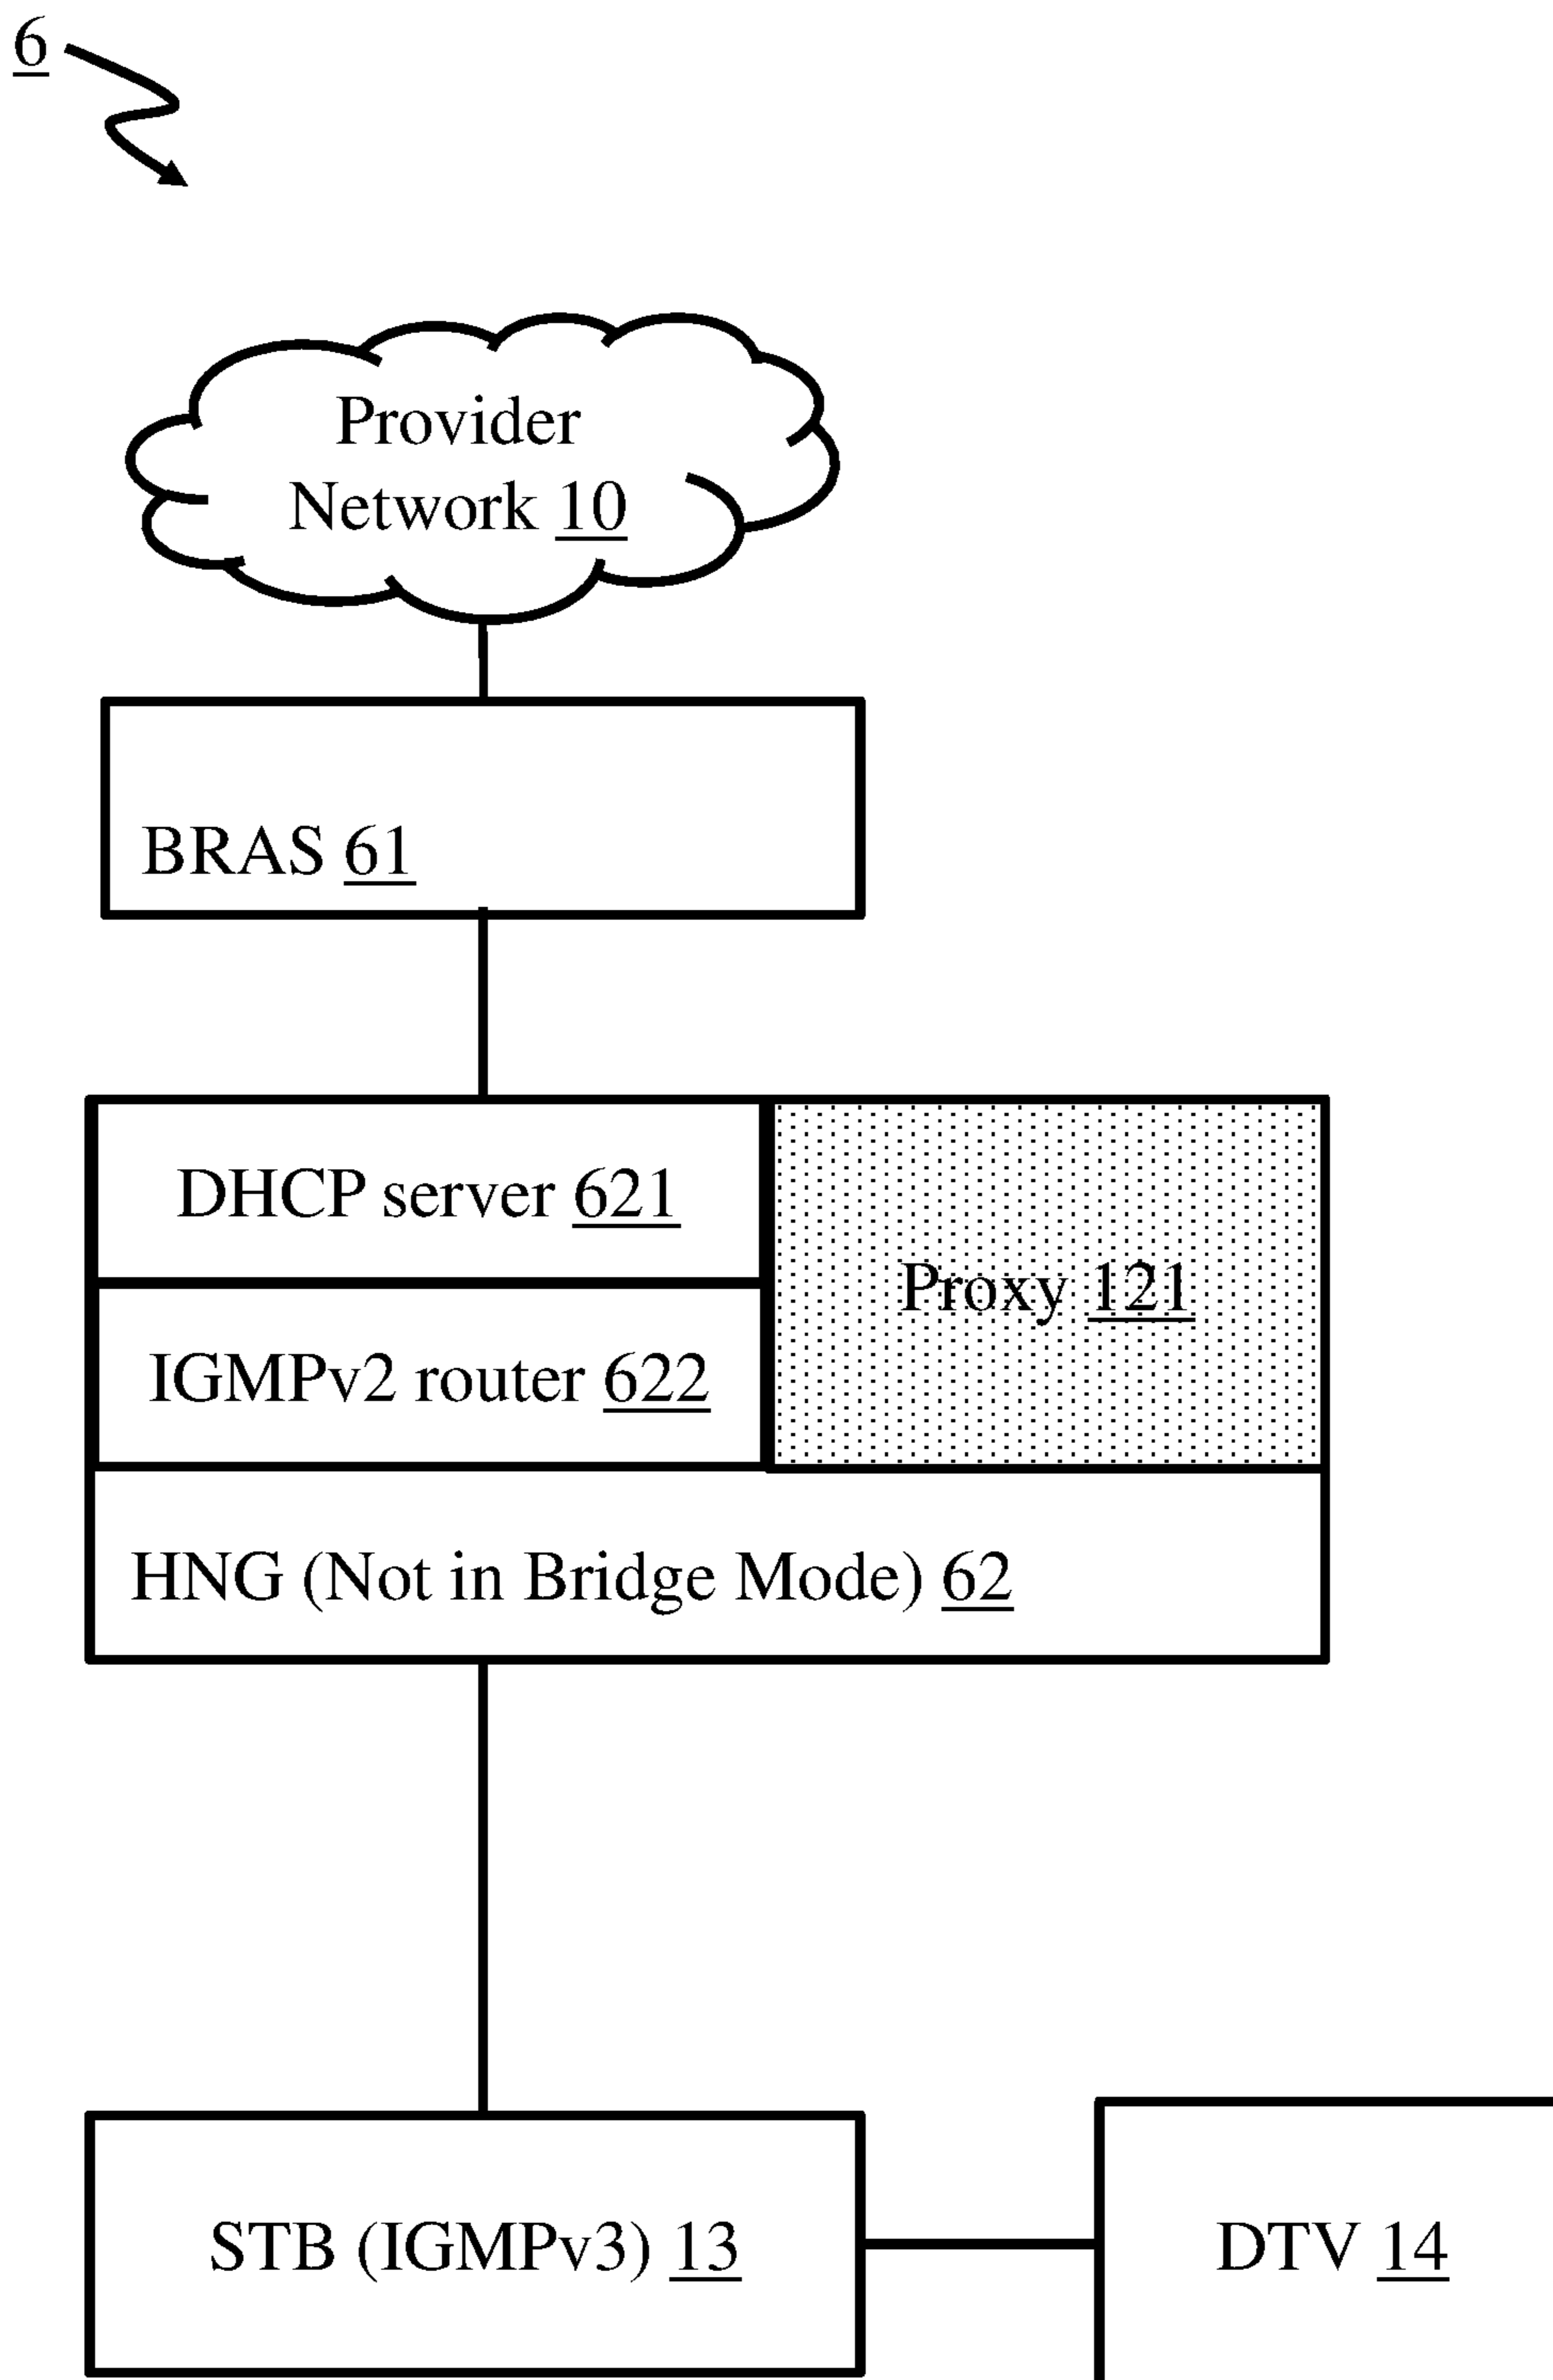 6
Provider
Network 10
BRAS 61
DHCP server 621
Proxy 121
IGMPv2 router 622
HNG (Not in Bridge Mode) 62
STB (IGMPv3) 13
DTV 14